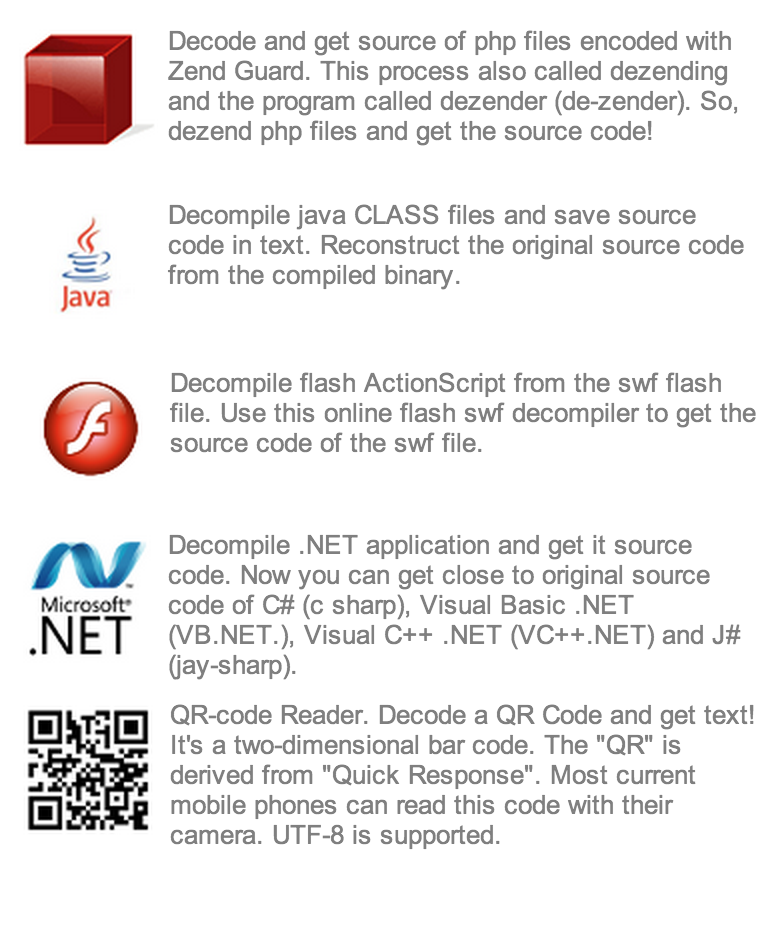 Decode and get source of php files encoded with
Zend Guard. This process also called dezending
and the program called dezender (de-zender). So,
dezend php files and get the source code!
Java
Decompile java CLASS files and save source
code in text. Reconstruct the original source code
from the compiled binary.
Decompile flash ActionScript from the swf flash
file. Use this online flash swf decompiler to get the
source code of the swf file.
Microsoft®
.NET
Decompile .NET application and get it source
code. Now you can get close to original source
code of C# (c sharp), Visual Basic .NET
(VB.NET.), Visual C++ .NET (VC++.NET) and J#
(jay-sharp).
QR-code Reader. Decode a QR Code and get text!
It's a two-dimensional bar code. The "QR" is
derived from "Quick Response". Most current
mobile phones can read this code with their
camera. UTF-8 is supported.